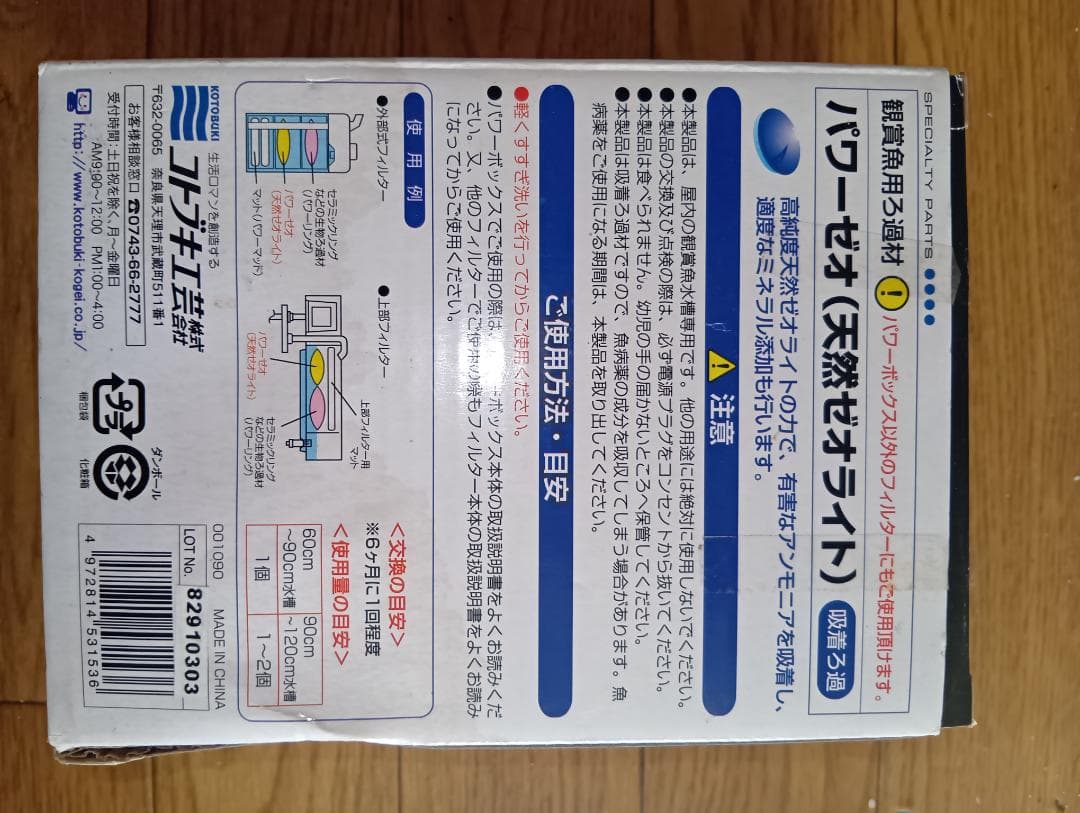 SPECIALTY PARTS
観賞魚用ろ過材 パワーボックス以外のフィルターにもご使用頂けます。
パワーゼオ(天然ゼオライト) 吸着ろ過
高純度天然ゼオライトの力で、有害なアンモニアを吸着し、
適度なミネラル添加も行います。
注意
●本製品は、屋内の観賞魚水槽専用です。他の用途には絶対に使用しないでください。
●本製品の交換及び点検の際は、必ず電源プラグをコンセントから抜いてください。
●本製品は食べられません。幼児の手の届かないところへ保管してください。
●本製品は吸着ろ過材ですので、魚病薬の成分を吸収してしまう場合があります。魚
病薬をご使用になる期間は、本製品を取り出してください。
ご使用方法・目安
●軽くすすぎ洗いを行ってからご使用ください。
●パワーボックスでご使用の際は、 ボックス本体の取扱説明書をよくお読みくだ
さい。又、他のフィルターでご使用の際もフィルター本体の取扱説明書をよくお読み
になってからご使用ください。
使用例
●外部式フィルター
セラミックリング
などの生物ろ過材
(パワーリング)
パワーゼオ
(天然ゼオライト)
マット(パワーマット)
●上部フィルター
上部フィルター用
マット
パワーゼオ
(天然ゼオライト)
セラミックリング
などの生物ろ過材
(パワーリング)
<交換の目安>
※6ヶ月に1回程度
<使用量の目安>
60cm
~90cm水槽
90cm
~120cm水槽
1個
1~2個
KOTOBUKI
生活ロマンを創造する
コトブキ工芸株式会社
〒632-0065 奈良県天理市武蔵町511番1
お客様相談窓口 ☎0743-66-2777
受付時間:土日祝を除く、月~金曜日
AM9:90~12:00 PM1:00~4:00
http://www.kotobuki-kogei.co.jp/
プラ
梱包袋
ダンボール
化粧箱
001090 MADE IN CHINA
LOT No. 82910303
4 972814 531536